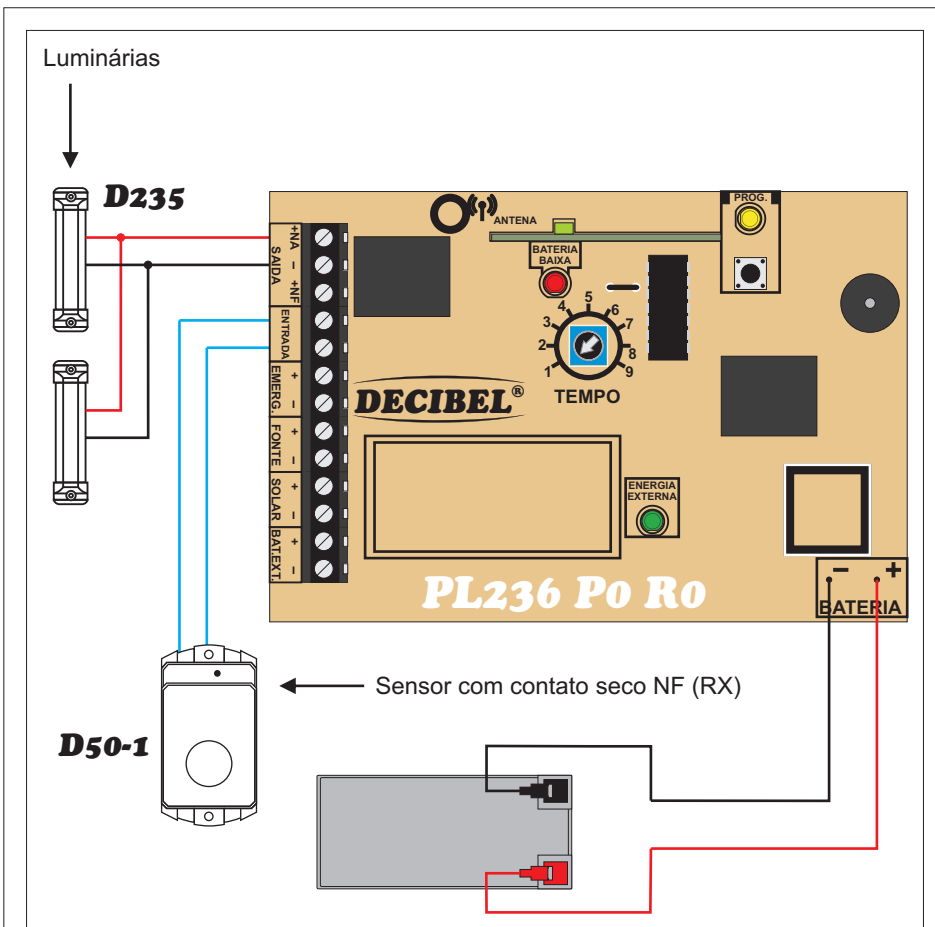 Luminárias
D235
ANTENA
PROG.
BATERIA
BAIXA
+NA
–
+NF
SAÍDA
ENTRADA
+
–
EMERG.
+
–
FONTE
+
–
SOLAR
+
–
BAT.EXT.
1
2
3
4
5
6
7
8
9
TEMPO
DECIBEL®
ENERGIA
EXTERNA
PL236 P0 R0
– +
BATERIA
Sensor com contato seco NF (RX)
D50-1